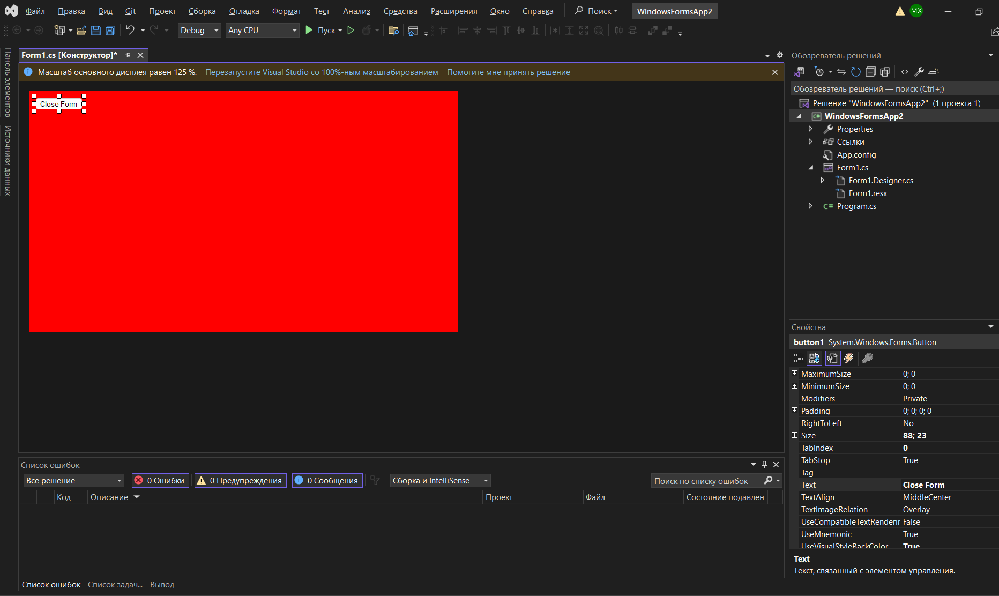 Файл Правка Вид Git Проект Сборка Отладка Формат Тест Анализ Средства Расширения Окно Справка Поиск WindowsFormsApp2 MX
Debug Any CPU Пуск
Панель элементов
Источники данных
Form1.cs [Конструктор]*
Масштаб основного дисплея равен 125 %. Перезапустите Visual Studio со 100%-ным масштабированием Помогите мне принять решение
Close Form
Обозреватель решений
Обозреватель решений — поиск (Ctrl+;)
Решение "WindowsFormsApp2" (1 проекта 1)
WindowsFormsApp2
Properties
Ссылки
App.config
Form1.cs
Form1.Designer.cs
Form1.resx
Program.cs
Свойства
button1 System.Windows.Forms.Button
MaximumSize 0; 0
MinimumSize 0; 0
Modifiers Private
Padding 0; 0; 0; 0
RightToLeft No
Size 88; 23
TabIndex 0
TabStop True
Tag
Text Close Form
TextAlign MiddleCenter
TextImageRelation Overlay
UseCompatibleTextRenderir False
UseMnemonic True
UseVisualStyleBackColor True
Text
Текст, связанный с элементом управления.
Список ошибок
Все решение 0 Ошибки 0 Предупреждения 0 Сообщения Сборка и IntelliSense Поиск по списку ошибок
Код Описание Проект Файл Состояние подавлен
Список ошибок Список задач... Вывод